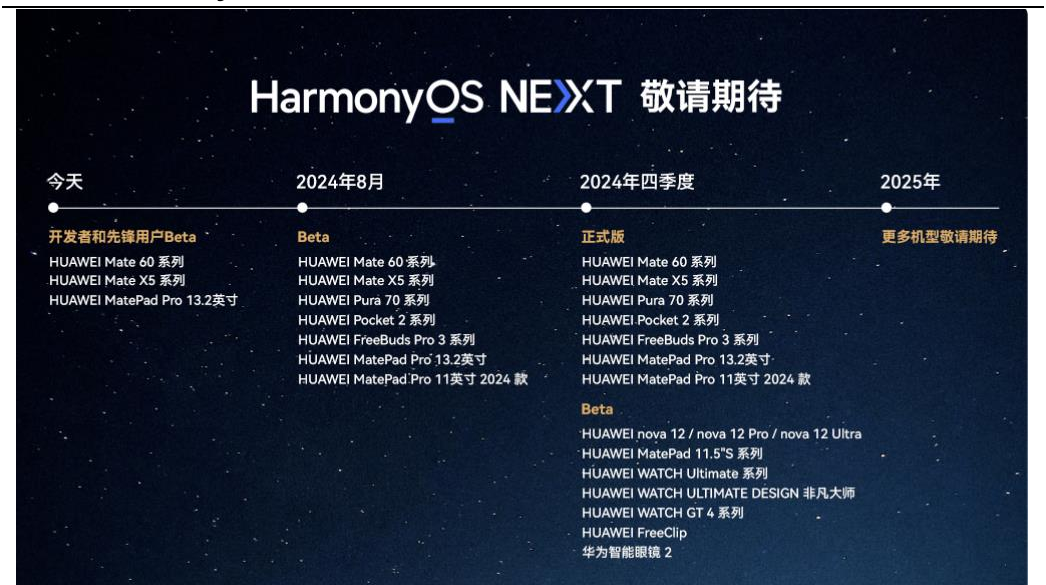 HarmonyOS NEXT 敬请期待
今天
开发者和先锋用户Beta
HUAWEI Mate 60 系列
HUAWEI Mate X5 系列
HUAWEI MatePad Pro 13.2英寸
2024年8月
Beta
HUAWEI Mate 60 系列
HUAWEI Mate X5 系列
HUAWEI Pura 70 系列
HUAWEI Pocket 2 系列
HUAWEI FreeBuds Pro 3 系列
HUAWEI MatePad Pro 13.2英寸
HUAWEI MatePad Pro 11英寸 2024 款
2024年四季度
正式版
HUAWEI Mate 60 系列
HUAWEI Mate X5 系列
HUAWEI Pura 70 系列
HUAWEI Pocket 2 系列
HUAWEI FreeBuds Pro 3 系列
HUAWEI MatePad Pro 13.2英寸
HUAWEI MatePad Pro 11英寸 2024 款
Beta
HUAWEI nova 12 / nova 12 Pro / nova 12 Ultra
HUAWEI MatePad 11.5"S 系列
HUAWEI WATCH Ultimate 系列
HUAWEI WATCH ULTIMATE DESIGN 非凡大师
HUAWEI WATCH GT 4 系列
HUAWEI FreeClip
华为智能眼镜 2
2025年
更多机型敬请期待